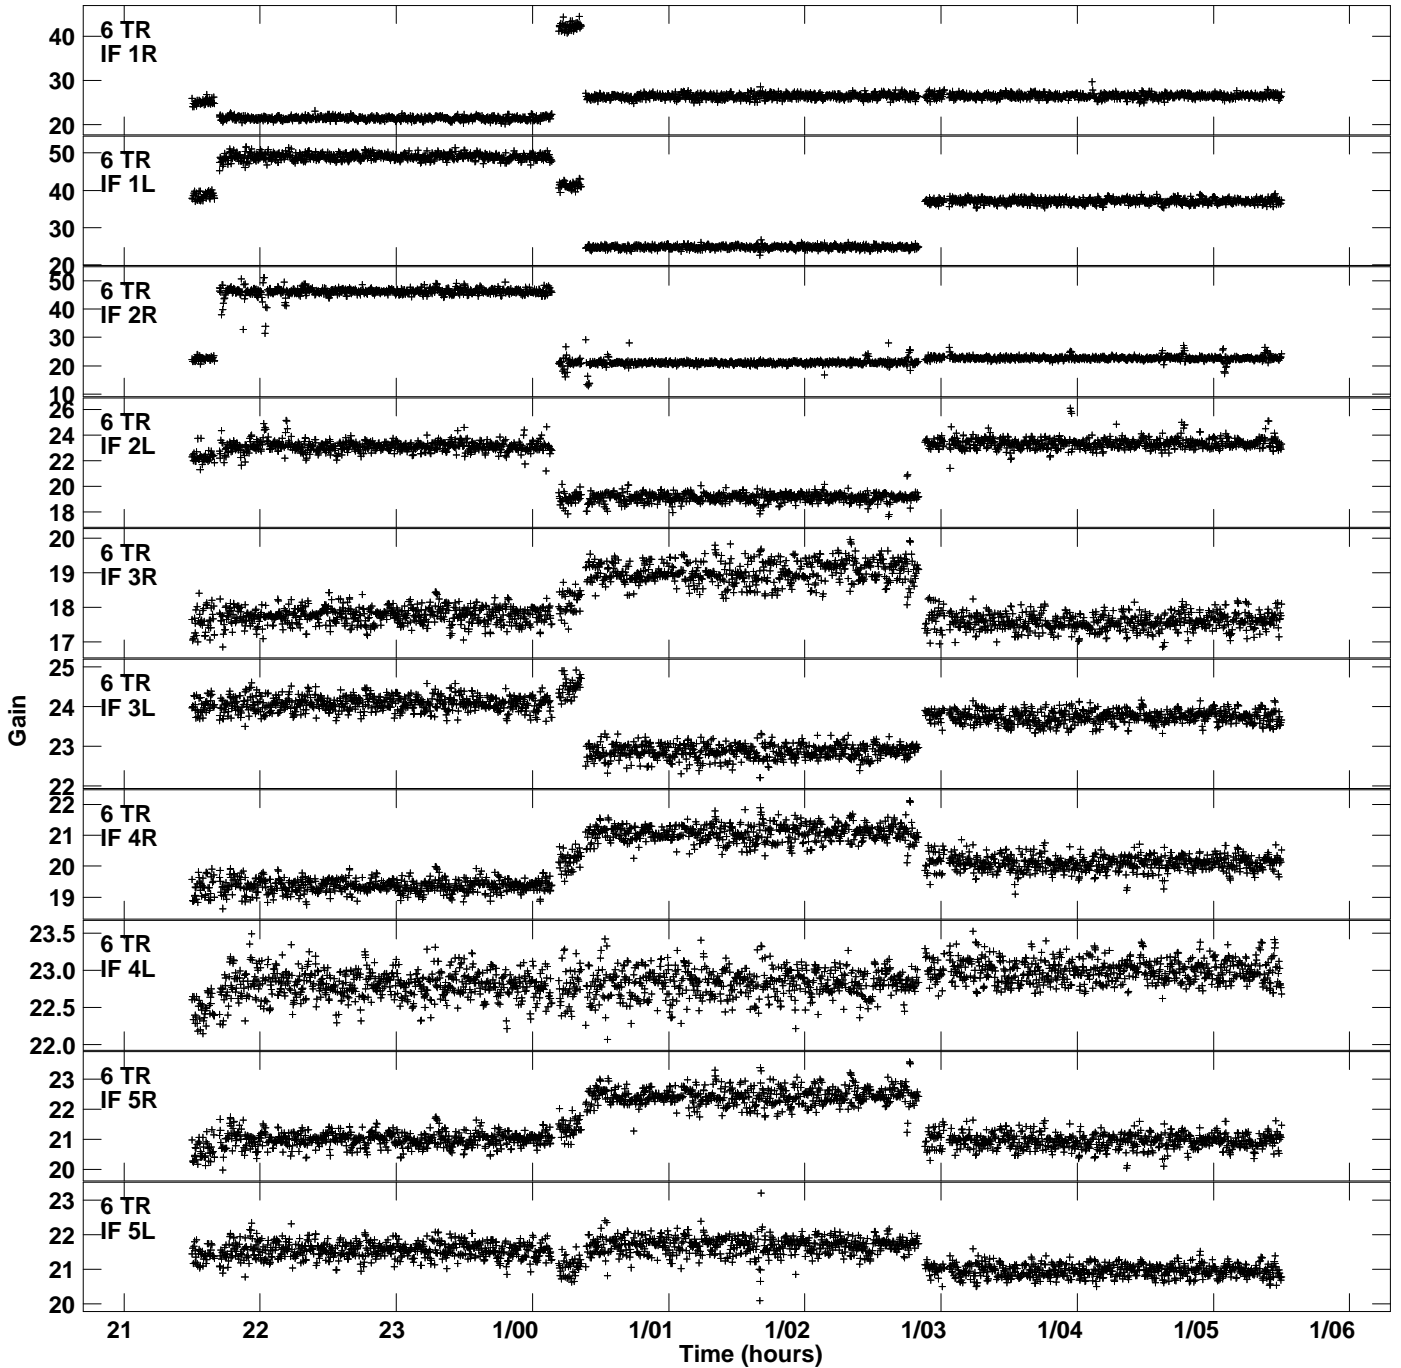 6 TR
IF 1R
40
30
20
6 TR
IF 1L
50
40
30
20
6 TR
IF 2R
50
40
30
20
10
6 TR
IF 2L
26
24
22
20
18
6 TR
IF 3R
20
19
18
17
6 TR
IF 3L
25
24
23
22
6 TR
IF 4R
22
21
20
19
6 TR
IF 4L
23.5
23.0
22.5
22.0
6 TR
IF 5R
23
22
21
20
6 TR
IF 5L
23
22
21
20
Gain
21 22 23 1/00 1/01 1/02 1/03 1/04 1/05 1/06
Time (hours)